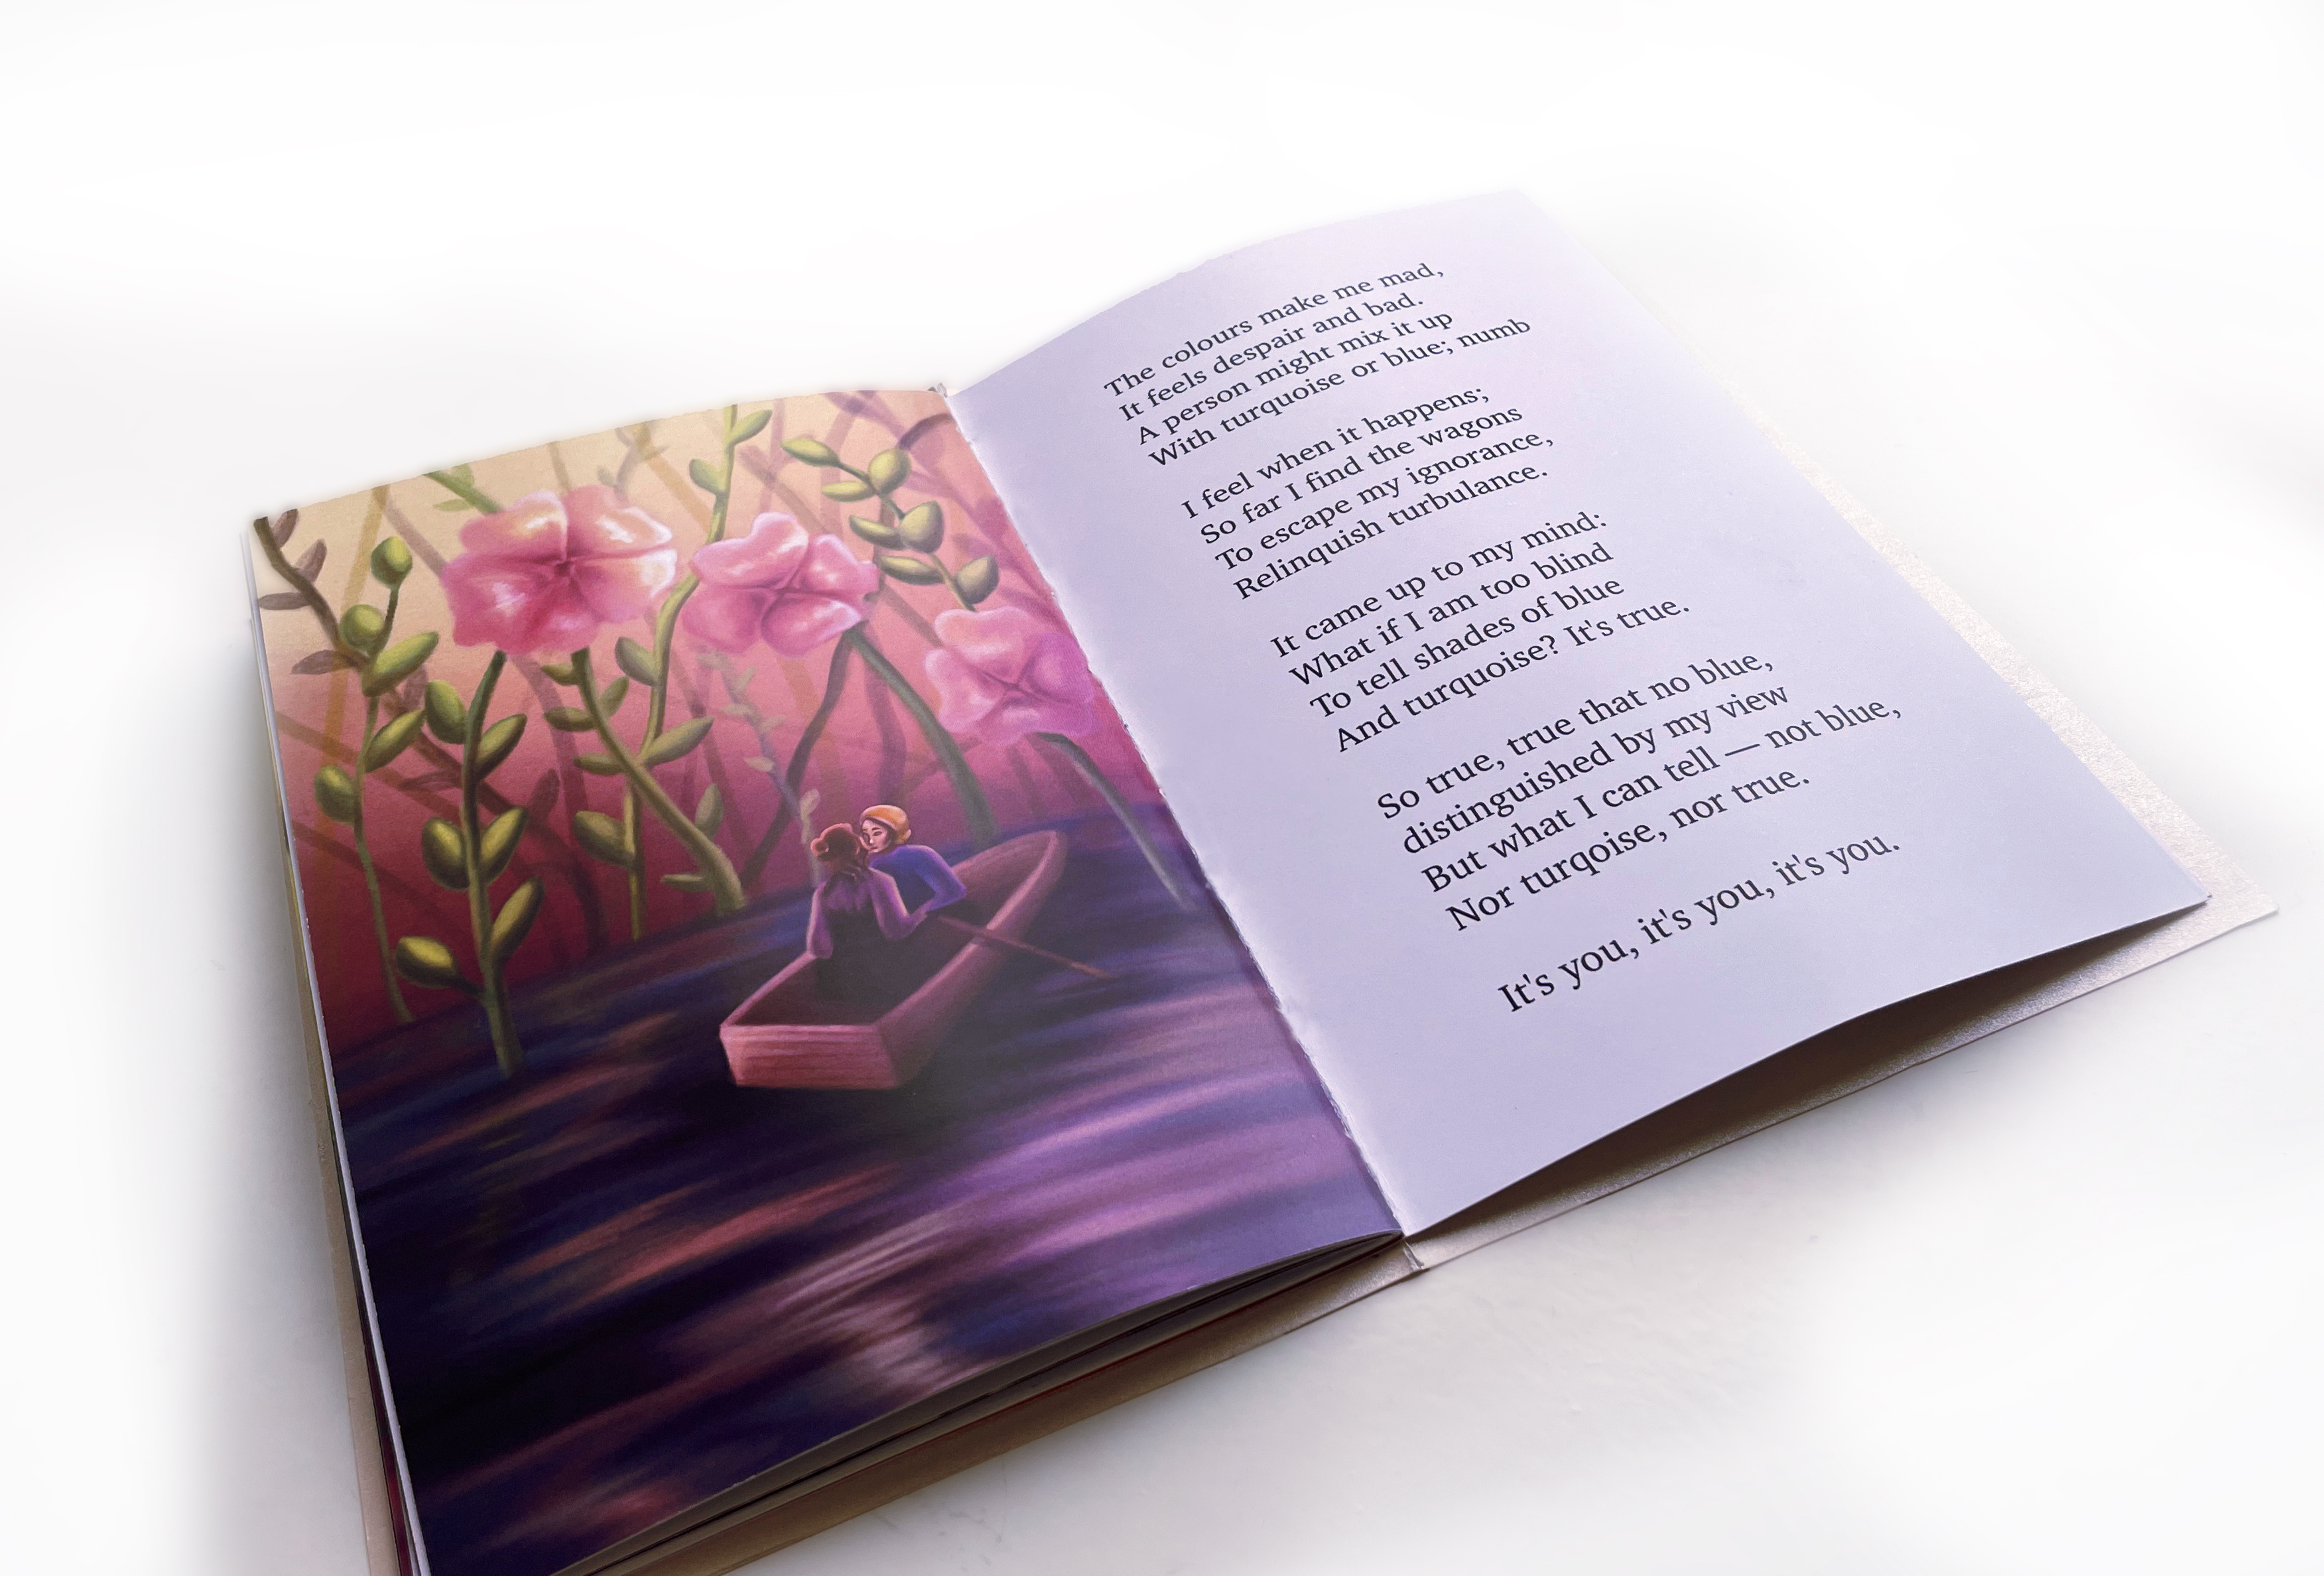 The colours make me mad,
It feels despair and bad.
A person might mix it up
With turquoise or blue; numb
I feel when it happens;
So far I find the wagons
To escape my ignorance,
Relinquish turbulance.
It came up to my mind:
What if I am too blind
To tell shades of blue
And turquoise? It's true.
So true, true that no blue,
distinguished by my view
But what I can tell — not blue,
Nor turqoise, nor true.
It's you, it's you, it's you.